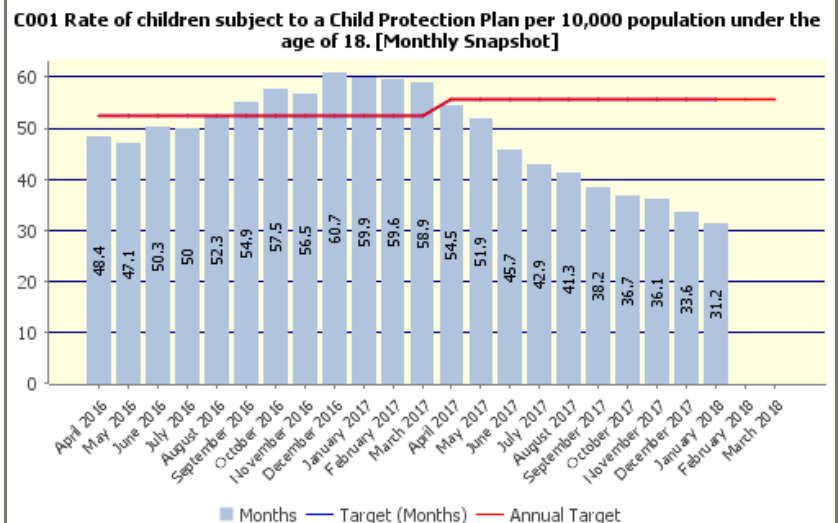 C001 Rate of children subject to a Child Protection Plan per 10,000 population under the
age of 18. [Monthly Snapshot]
60
50
40
30
20
10
0
48.4
47.1
50.3
50
52.3
54.9
57.5
56.5
60.7
59.9
59.6
58.9
54.5
51.9
45.7
42.9
41.3
38.2
36.7
36.1
33.6
31.2
April 2016
May 2016
June 2016
July 2016
August 2016
September 2016
October 2016
November 2016
December 2016
January 2017
February 2017
March 2017
April 2017
May 2017
June 2017
July 2017
August 2017
September 2017
October 2017
November 2017
December 2017
January 2018
February 2018
March 2018
Months Target (Months) Annual Target